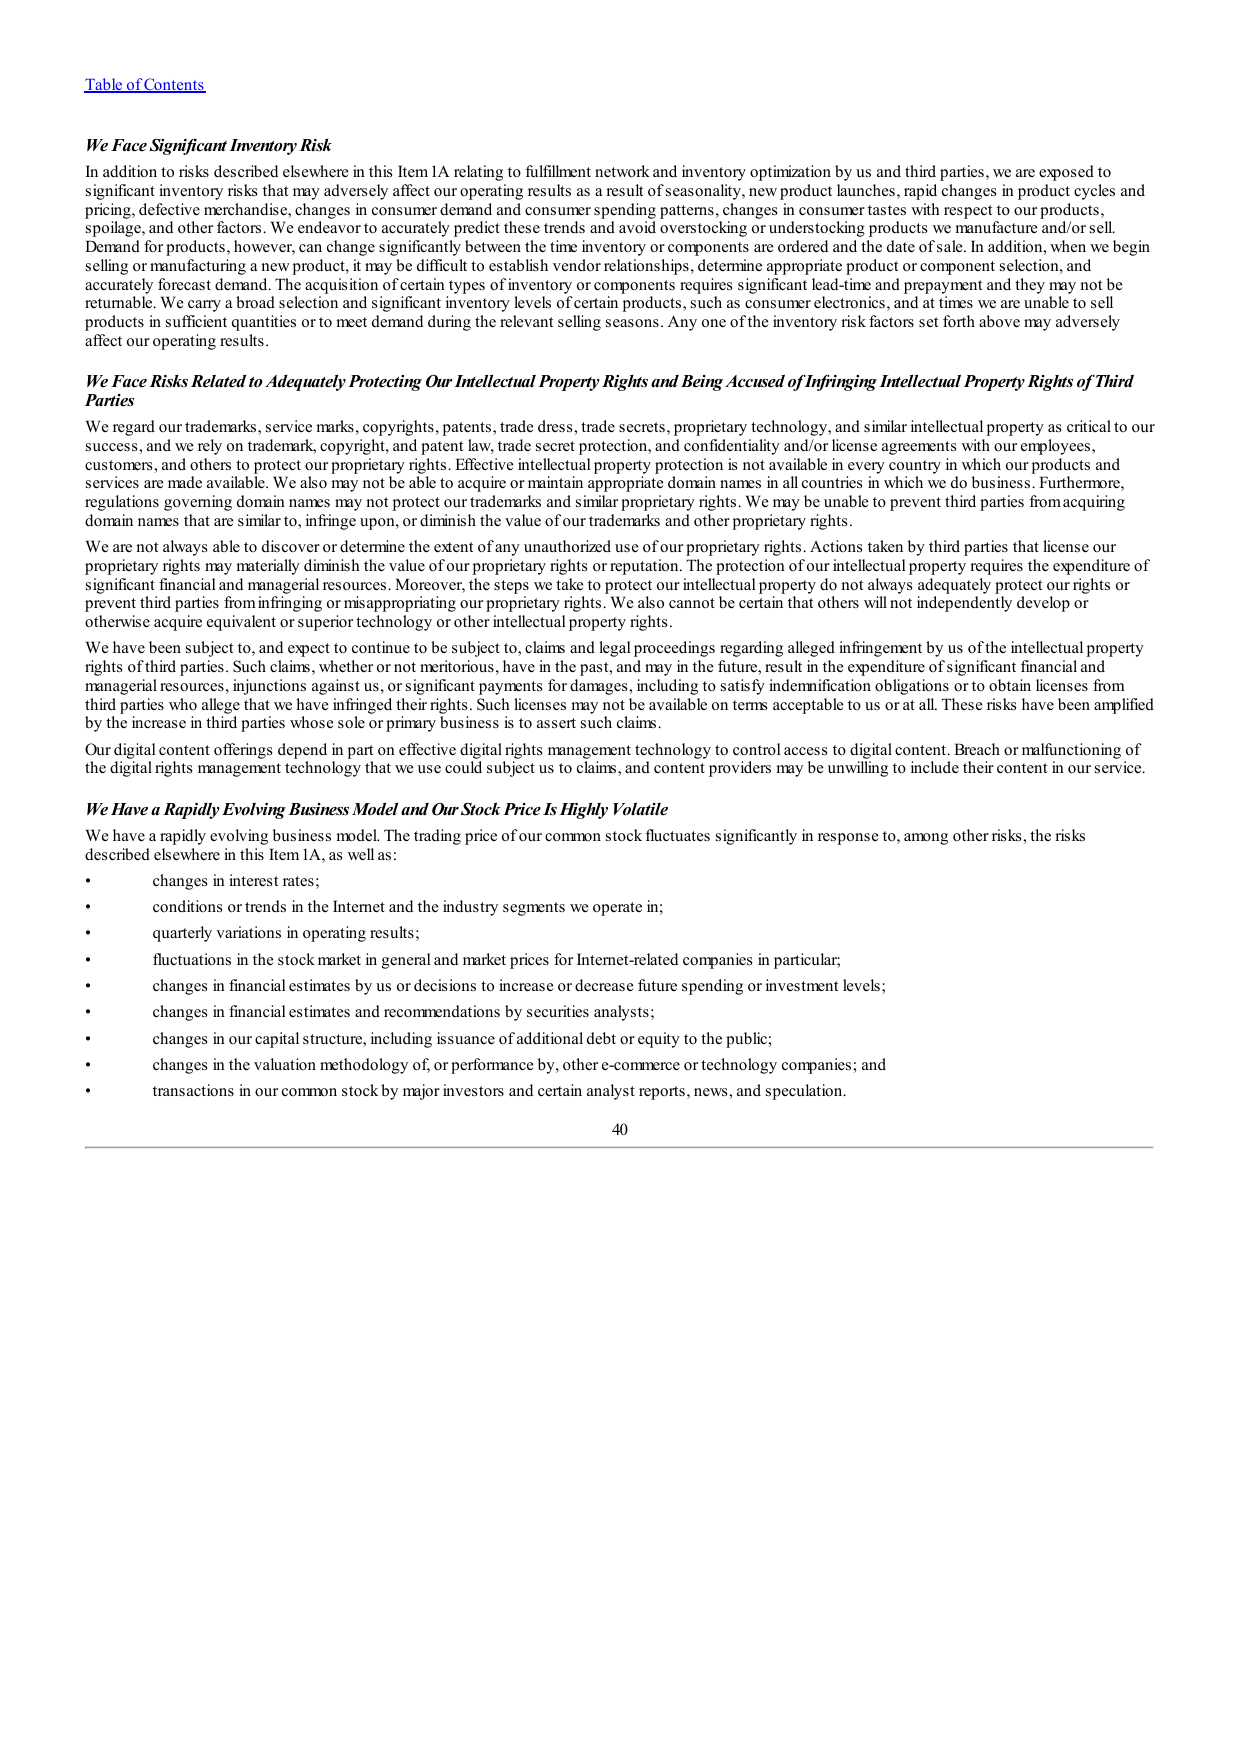 Table of Contents
We Face Significant Inventory Risk
In addition to risks described elsewhere in this Item 1A relating to fulfillment network and inventory optimization by us and third parties, we are exposed to
significant inventory risks that may adversely affect our operating results as a result of seasonality, new product launches, rapid changes in product cycles and
pricing, defective merchandise, changes in consumer demand and consumer spending patterns, changes in consumer tastes with respect to our products,
spoilage, and other factors. We endeavor to accurately predict these trends and avoid overstocking or understocking products we manufacture and/or sell.
Demand for products, however, can change significantly between the time inventory or components are ordered and the date of sale. In addition, when we begin
selling or manufacturing a new product, it may be difficult to establish vendor relationships, determine appropriate product or component selection, and
accurately forecast demand. The acquisition of certain types of inventory or components requires significant lead-time and prepayment and they may not be
returnable. We carry a broad selection and significant inventory levels of certain products, such as consumer electronics, and at times we are unable to sell
products in sufficient quantities or to meet demand during the relevant selling seasons. Any one of the inventory risk factors set forth above may adversely
affect our operating results.
We Face Risks Related to Adequately Protecting Our Intellectual Property Rights and Being Accused of Infringing Intellectual Property Rights of Third
Parties
We regard our trademarks, service marks, copyrights, patents, trade dress, trade secrets, proprietary technology, and similar intellectual property as critical to our
success, and we rely on trademark, copyright, and patent law, trade secret protection, and confidentiality and/or license agreements with our employees,
customers, and others to protect our proprietary rights. Effective intellectual property protection is not available in every country in which our products and
services are made available. We also may not be able to acquire or maintain appropriate domain names in all countries in which we do business. Furthermore,
regulations governing domain names may not protect our trademarks and similar proprietary rights. We may be unable to prevent third parties from acquiring
domain names that are similar to, infringe upon, or diminish the value of our trademarks and other proprietary rights.
We are not always able to discover or determine the extent of any unauthorized use of our proprietary rights. Actions taken by third parties that license our
proprietary rights may materially diminish the value of our proprietary rights or reputation. The protection of our intellectual property requires the expenditure of
significant financial and managerial resources. Moreover, the steps we take to protect our intellectual property do not always adequately protect our rights or
prevent third parties from infringing or misappropriating our proprietary rights. We also cannot be certain that others will not independently develop or
otherwise acquire equivalent or superior technology or other intellectual property rights.
We have been subject to, and expect to continue to be subject to, claims and legal proceedings regarding alleged infringement by us of the intellectual property
rights of third parties. Such claims, whether or not meritorious, have in the past, and may in the future, result in the expenditure of significant financial and
managerial resources, injunctions against us, or significant payments for damages, including to satisfy indemnification obligations or to obtain licenses from
third parties who allege that we have infringed their rights. Such licenses may not be available on terms acceptable to us or at all. These risks have been amplified
by the increase in third parties whose sole or primary business is to assert such claims.
Our digital content offerings depend in part on effective digital rights management technology to control access to digital content. Breach or malfunctioning of
the digital rights management technology that we use could subject us to claims, and content providers may be unwilling to include their content in our service.
We Have a Rapidly Evolving Business Model and Our Stock Price Is Highly Volatile
We have a rapidly evolving business model. The trading price of our common stock fluctuates significantly in response to, among other risks, the risks
described elsewhere in this Item 1A, as well as:
• changes in interest rates;
• conditions or trends in the Internet and the industry segments we operate in;
• quarterly variations in operating results;
• fluctuations in the stock market in general and market prices for Internet-related companies in particular;
• changes in financial estimates by us or decisions to increase or decrease future spending or investment levels;
• changes in financial estimates and recommendations by securities analysts;
• changes in our capital structure, including issuance of additional debt or equity to the public;
• changes in the valuation methodology of, or performance by, other e-commerce or technology companies; and
• transactions in our common stock by major investors and certain analyst reports, news, and speculation.
40